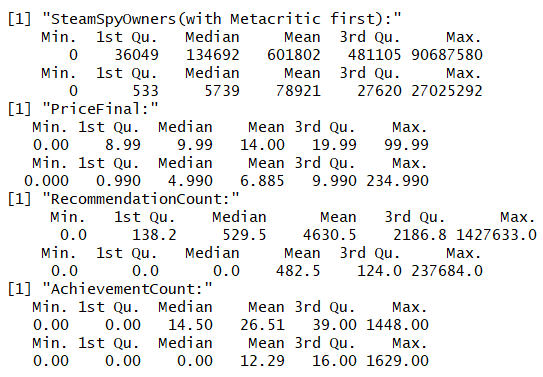 [1] "SteamSpyOwners(with Metacritic first):"
Min. 1st Qu. Median Mean 3rd Qu. Max.
0 36049 134692 601802 481105 90687580
Min. 1st Qu. Median Mean 3rd Qu. Max.
0 533 5739 78921 27620 27025292
[1] "PriceFinal:"
Min. 1st Qu. Median Mean 3rd Qu. Max.
0.00 8.99 9.99 14.00 19.99 99.99
Min. 1st Qu. Median Mean 3rd Qu. Max.
0.000 0.990 4.990 6.885 9.990 234.990
[1] "RecommendationCount:"
Min. 1st Qu. Median Mean 3rd Qu. Max.
0.0 138.2 529.5 4630.5 2186.8 1427633.0
Min. 1st Qu. Median Mean 3rd Qu. Max.
0.0 0.0 0.0 482.5 124.0 237684.0
[1] "AchievementCount:"
Min. 1st Qu. Median Mean 3rd Qu. Max.
0.00 0.00 14.50 26.51 39.00 1448.00
Min. 1st Qu. Median Mean 3rd Qu. Max.
0.00 0.00 0.00 12.29 16.00 1629.00